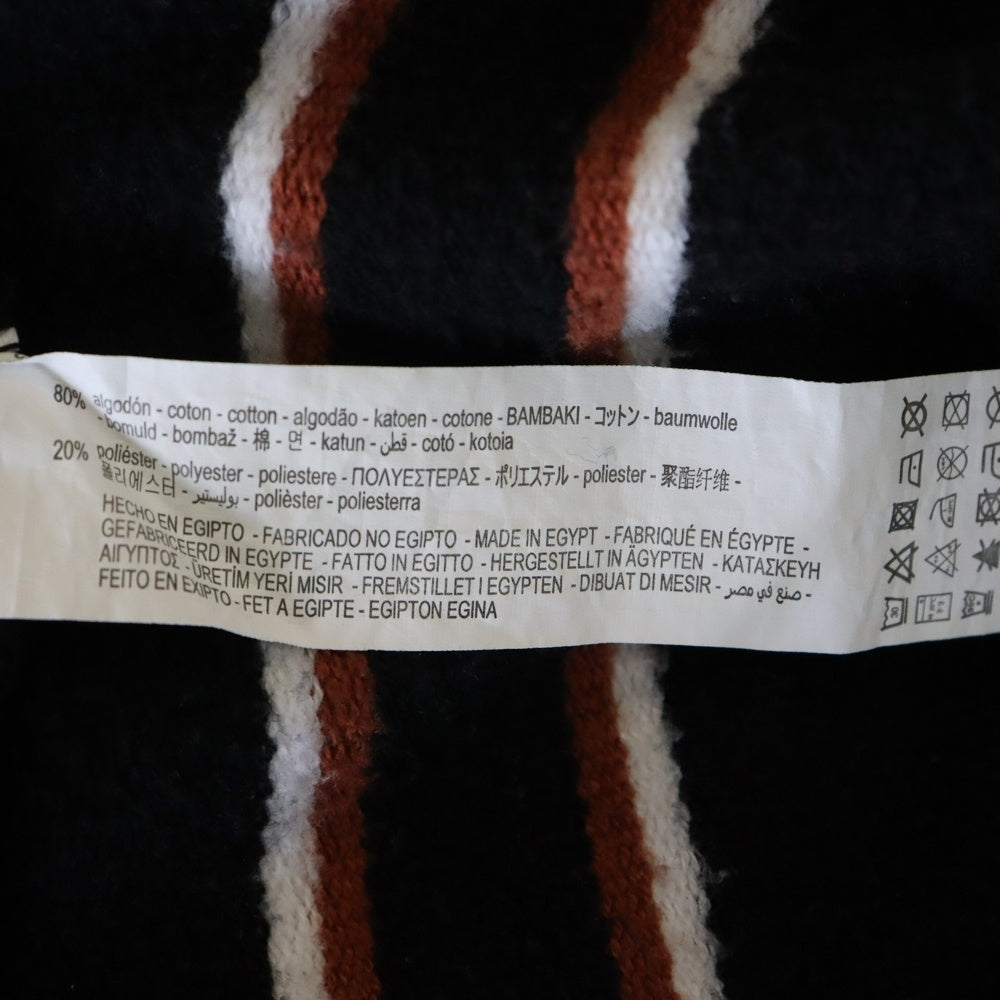 80% algodón - coton - cotton - algodão - katoen - cotone - BAMBAKI - コットン - baumwolle
- bomuld - bombaž - 棉 - 면 - katun - قطن - cotó - kotoia
20% poliéster - polyester - poliestere - ΠΟΛΥΕΣΤΕΡΑΣ - ポリエステル - poliester - 聚酯纤维 -
폴리에스터 - بوليستير - polièster - poliesterra
HECHO EN EGIPTO - FABRICADO NO EGIPTO - MADE IN EGYPT - FABRIQUÉ EN ÉGYPTE -
GEFABRICEERD IN EGYPTE - FATTO IN EGITTO - HERGESTELLT IN ÄGYPTEN - ΚΑΤΑΣΚΕΥΗ
ΑΙΓΥΠΤΟΣ - ÜRETİM YERİ MISIR - FREMSTILLET I EGYPTEN - DIBUAT DI MESIR - صنع في مصر -
FEITO EN EXIPTO - FET A EGIPTE - EGIPTON EGINA
30